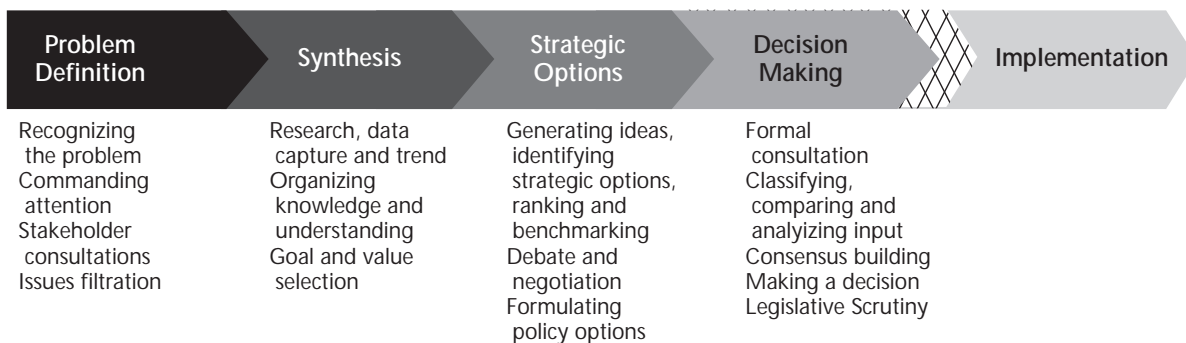 Problem
Definition
Synthesis
Strategic
Options
Decision
Making
Implementation
Recognizing
the problem
Commanding
attention
Stakeholder
consultations
Issues filtration
Research, data
capture and trend
Organizing
knowledge and
understanding
Goal and value
selection
Generating ideas,
identifying
strategic options,
ranking and
benchmarking
Debate and
negotiation
Formulating
policy options
Formal
consultation
Classifying,
comparing and
analyizing input
Consensus building
Making a decision
Legislative Scrutiny